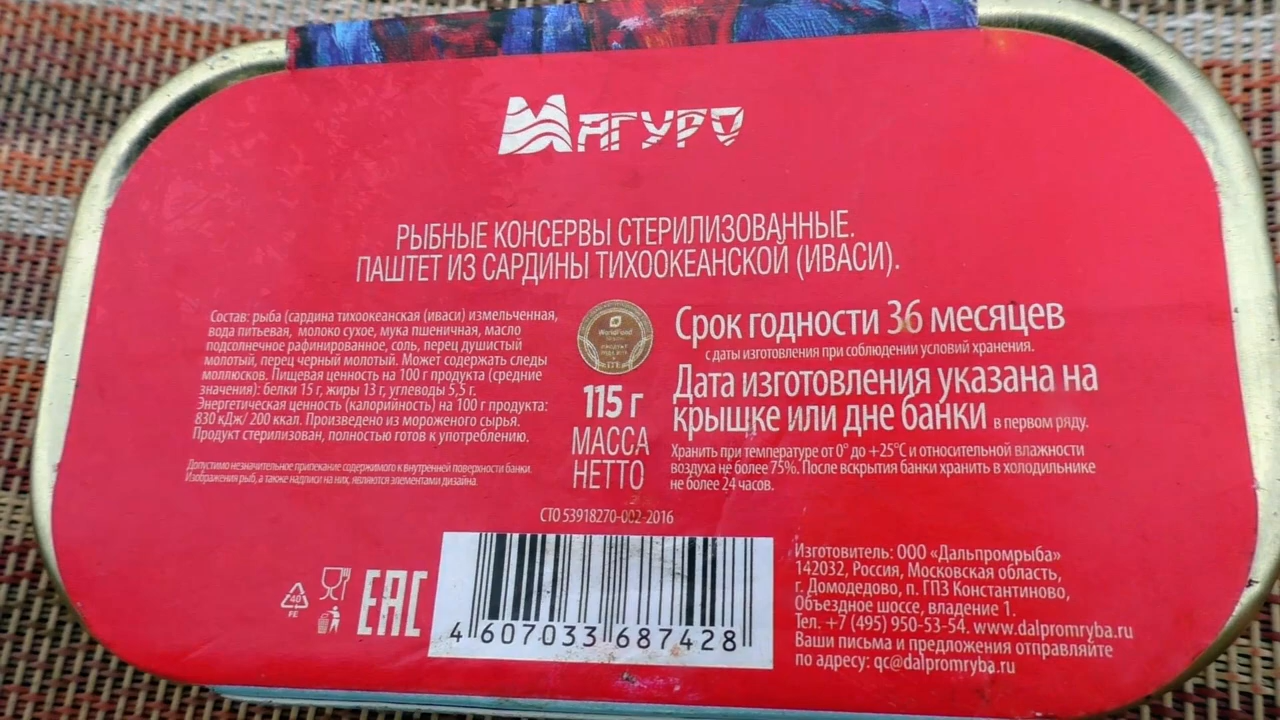 МАГУРО
РЫБНЫЕ КОНСЕРВЫ СТЕРИЛИЗОВАННЫЕ.
ПАШТЕТ ИЗ САРДИНЫ ТИХООКЕАНСКОЙ (ИВАСИ).
Состав: рыба (сардина тихоокеанская (иваси) измельченная,
вода питьевая, молоко сухое, мука пшеничная, масло
подсолнечное рафинированное, соль, перец душистый
молотый, перец черный молотый. Может содержать следы
моллюсков. Пищевая ценность на 100 г продукта (средние
значения): белки 15 г, жиры 13 г, углеводы 5,5 г.
Энергетическая ценность (калорийность) на 100 г продукта:
830 кДж/ 200 ккал. Произведено из мороженого сырья.
Продукт стерилизован, полностью готов к употреблению.
Допустимо незначительное припекание содержимого к внутренней поверхности банки.
Изображения рыб, а также надписи на них, являются элементами дизайна.
WorldFood
ПРОДУКТ
ITE
115 г
МАССА
НЕТТО
Срок годности 36 месяцев
с даты изготовления при соблюдении условий хранения.
Дата изготовления указана на
крышке или дне банки в первом ряду.
Хранить при температуре от 0° до +25°С и относительной влажности
воздуха не более 75%. После вскрытия банки хранить в холодильнике
не более 24 часов.
СТО 53918270-002-2016
40
FE
EAC
4 607033 687428
Изготовитель: ООО «Дальпромрыба»
142032, Россия, Московская область,
г. Домодедово, п. ГПЗ Константиново,
Объездное шоссе, владение 1.
Тел. +7 (495) 950-53-54. www.dalpromryba.ru
Ваши письма и предложения отправляйте
по адресу: qc@dalpromryba.ru